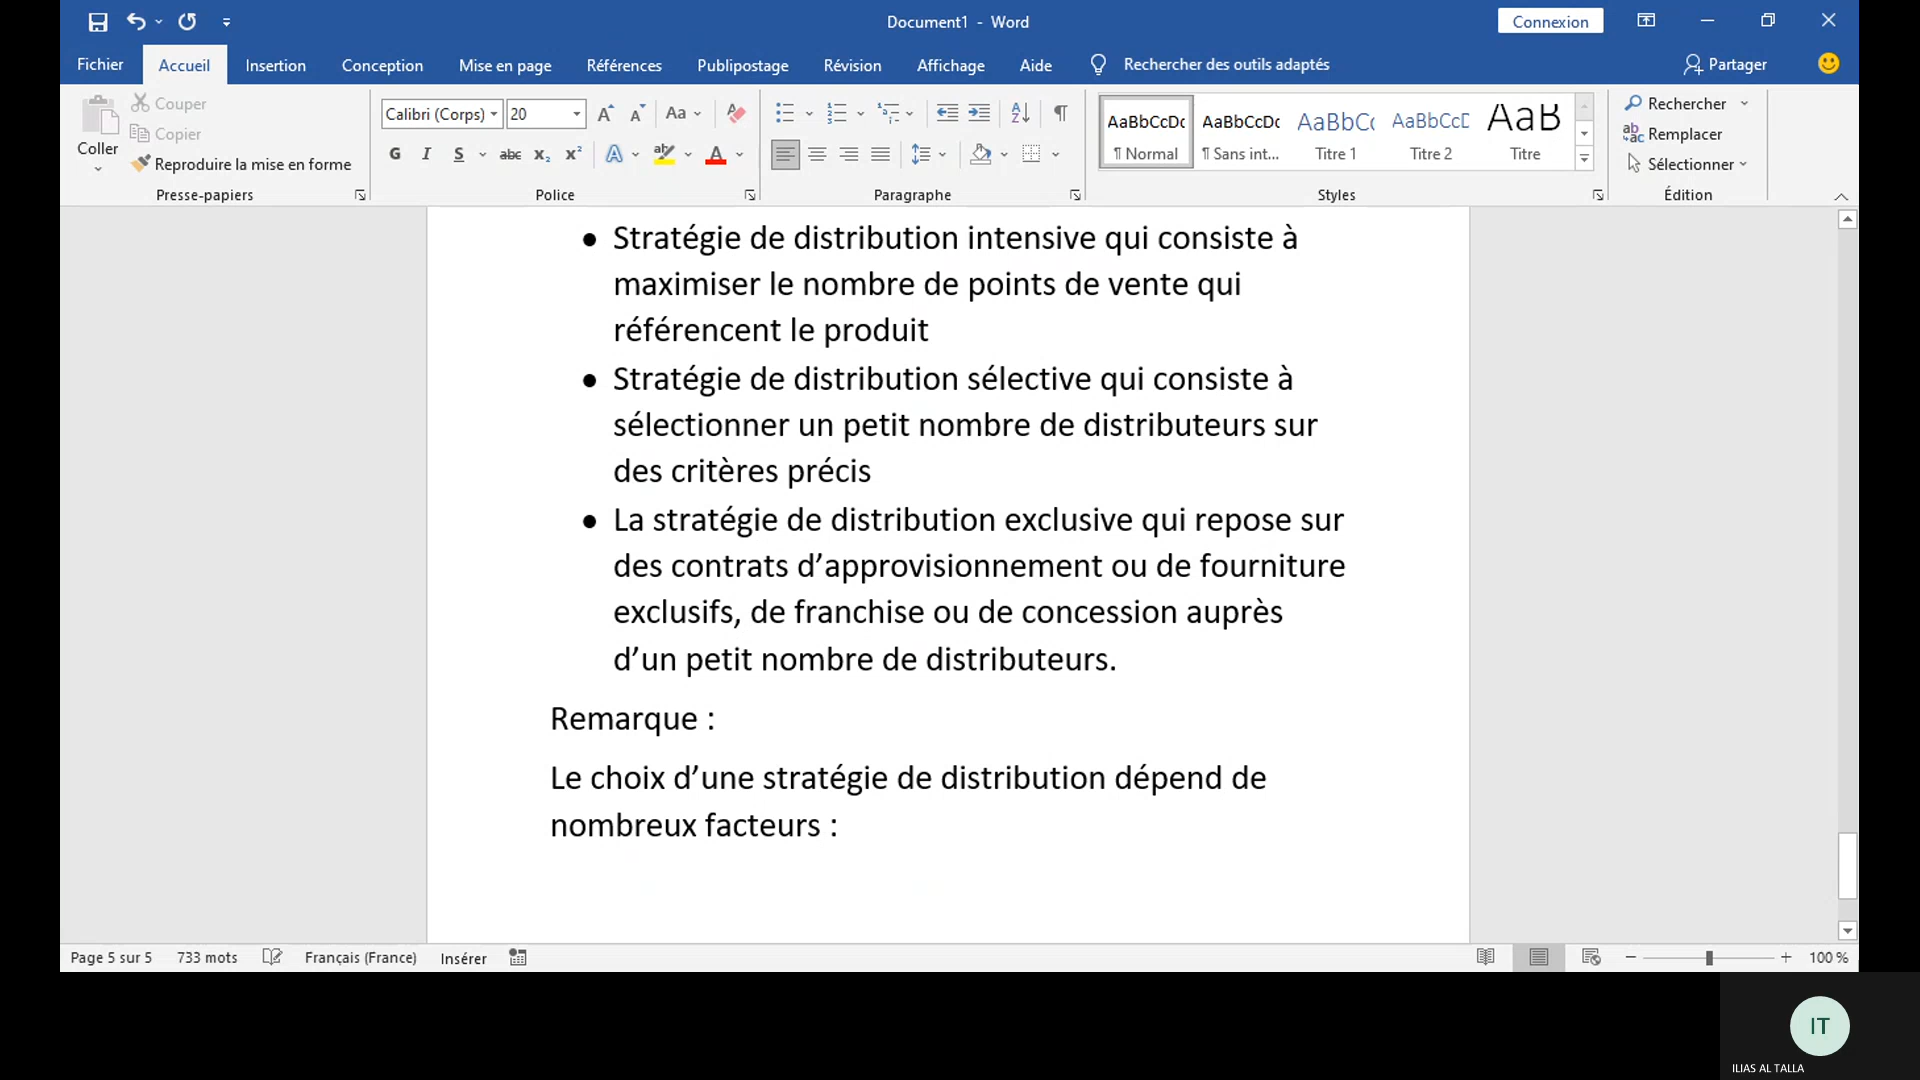 Document1 - Word
Connexion
Fichier
Accueil
Insertion
Conception
Mise en page
Références
Publipostage
Révision
Affichage
Aide
Rechercher des outils adaptés
Partager
Coller
Couper
Copier
Reproduire la mise en forme
Presse-papiers
Calibri (Corps)
20
Aa
G I S abc x₂ x²
A
A
Police
Paragraphe
AaBbCcDc
¶ Normal
AaBbCcDc
¶ Sans int...
AaBbCc
Titre 1
AaBbCcD
Titre 2
AaB
Titre
Styles
Rechercher
Remplacer
Sélectionner
Édition
• Stratégie de distribution intensive qui consiste à
maximiser le nombre de points de vente qui
référencent le produit
• Stratégie de distribution sélective qui consiste à
sélectionner un petit nombre de distributeurs sur
des critères précis
• La stratégie de distribution exclusive qui repose sur
des contrats d’approvisionnement ou de fourniture
exclusifs, de franchise ou de concession auprès
d’un petit nombre de distributeurs.
Remarque :
Le choix d’une stratégie de distribution dépend de
nombreux facteurs :
Page 5 sur 5
733 mots
Français (France)
Insérer
100 %
IT
ILIAS AL TALLA